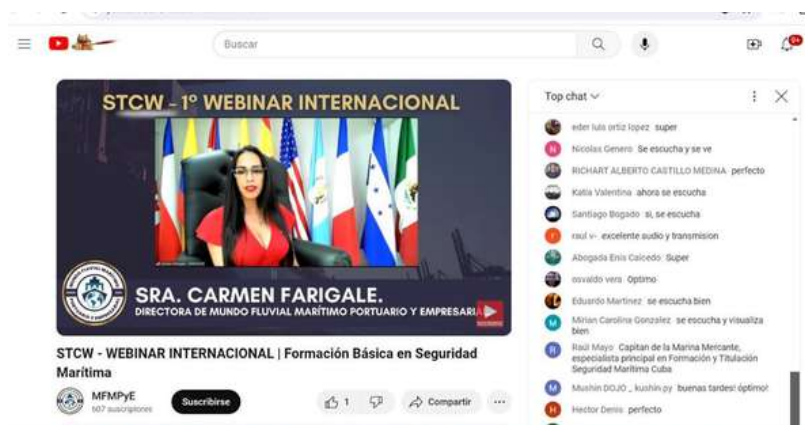 Buscar
9+
STCW - 1º WEBINAR INTERNACIONAL
SRA. CARMEN FARIGALE.
DIRECTORA DE MUNDO FLUVIAL MARÍTIMO PORTUARIO Y EMPRESARIA
STCW - WEBINAR INTERNACIONAL | Formación Básica en Seguridad
Marítima
MFMPyE
607 suscriptores
Suscribirse
1
Compartir
Top chat
eder luis ortiz lopez super
Nicolas Genero Se escucha y se ve
RICHART ALBERTO CASTILLO MEDINA perfecto
Katia Valentina ahora se escucha
Santiago Bogado si, se escucha
raul v- excelente audio y transmision
Abogada Enis Caicedo Super
osvaldo vera Optimo
Eduardo Martinez se escucha bien
Mirian Carolina Gonzalez se escucha y visualiza
bien
Raúl Mayo Capitan de la Marina Mercante,
especialista principal en Formación y Titulación
Seguridad Marítima Cuba
Mushin DOJO _ kushin.py buenas tardes! óptimo!
Hector Denis perfecto